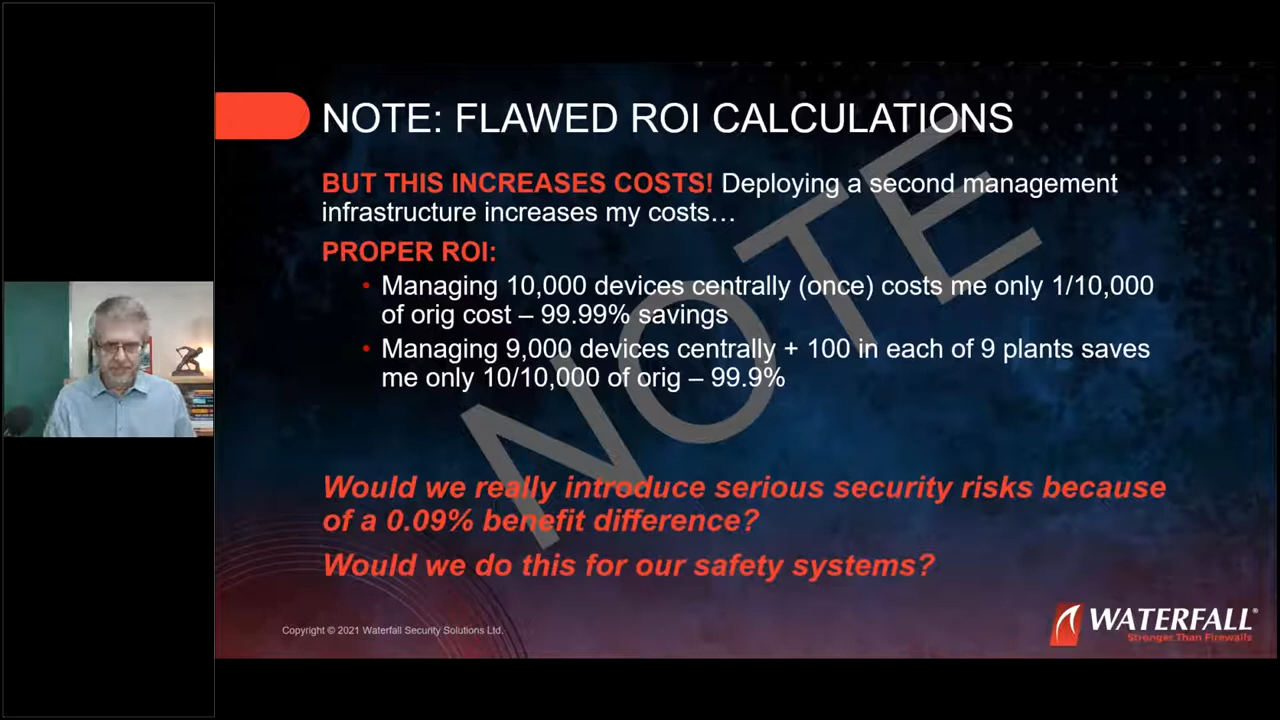 NOTE: FLAWED ROI CALCULATIONS
BUT THIS INCREASES COSTS! Deploying a second management
infrastructure increases my costs…
PROPER ROI:
• Managing 10,000 devices centrally (once) costs me only 1/10,000
of orig cost – 99.99% savings
• Managing 9,000 devices centrally + 100 in each of 9 plants saves
me only 10/10,000 of orig – 99.9%
NOTE
Would we really introduce serious security risks because
of a 0.09% benefit difference?
Would we do this for our safety systems?
Copyright © 2021 Waterfall Security Solutions Ltd.
WATERFALL®
Stronger Than Firewalls